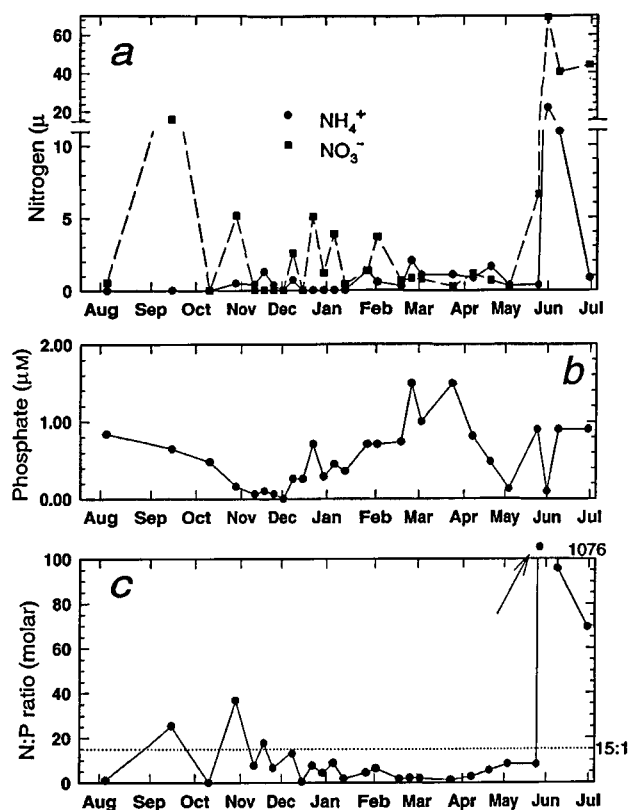 a
60
40
20
10
5
0
Nitrogen (μ
NH₄⁺
NO₃⁻
Aug Sep Oct Nov Dec Jan Feb Mar Apr May Jun Jul
b
2.00
1.00
0.00
Phosphate (μM)
Aug Sep Oct Nov Dec Jan Feb Mar Apr May Jun Jul
c
1076
100
80
60
40
20
0
N:P ratio (molar)
15:1
Aug Sep Oct Nov Dec Jan Feb Mar Apr May Jun Jul